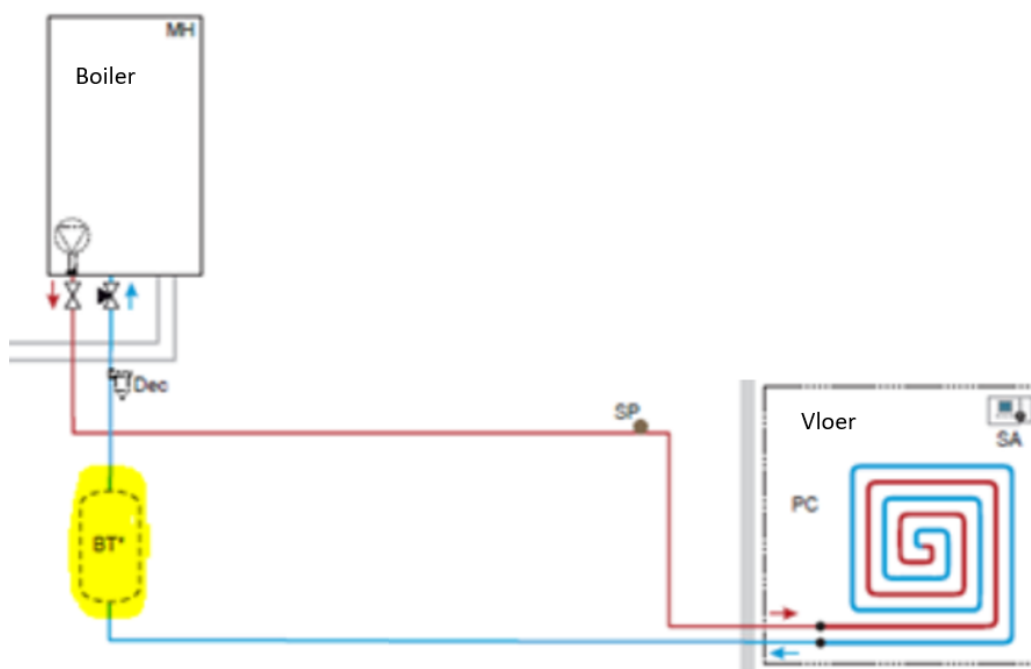 MH
Boiler
Dec
SP
Vloer
SA
PC
BT*